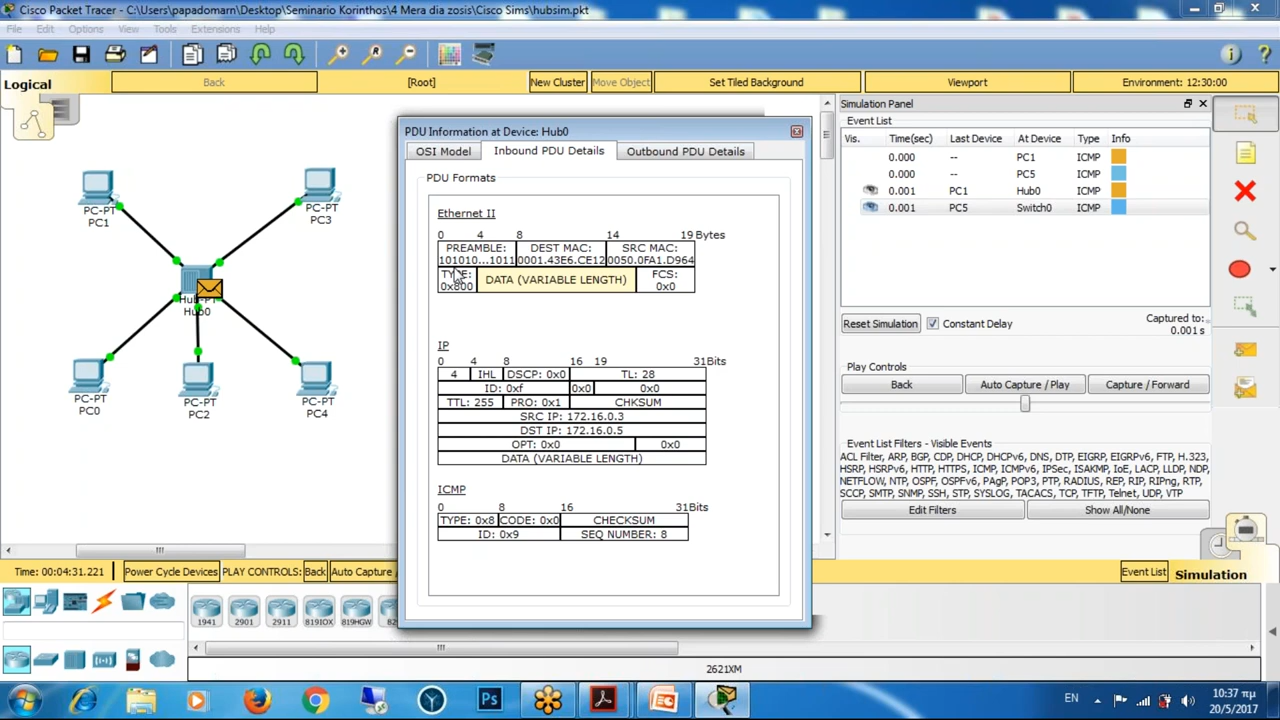 Cisco Packet Tracer - C:\Users\papadomarn\Desktop\Seminario Korinthos\4 Mera dia zosis\Cisco Sims\hubsim.pkt
File Edit Options View Tools Extensions Help
Logical Back [Root] New Cluster Move Object Set Tiled Background Viewport Environment: 12:30:00
PC-PT
PC1
PC-PT
PC3
Hub-PT
Hub0
PC-PT
PC0
PC-PT
PC2
PC-PT
PC4
PDU Information at Device: Hub0
OSI Model Inbound PDU Details Outbound PDU Details
PDU Formats
Ethernet II
0 4 8 14 19 Bytes
PREAMBLE: DEST MAC: SRC MAC:
101010...1011 0001.43E6.CE12 0050.0FA1.D964
TYPE: DATA (VARIABLE LENGTH) FCS:
0x800 0x0
IP
0 4 8 16 19 31 Bits
4 IHL DSCP: 0x0 TL: 28
ID: 0xf 0x0 0x0
TTL: 255 PRO: 0x1 CHKSUM
SRC IP: 172.16.0.3
DST IP: 172.16.0.5
OPT: 0x0 0x0
DATA (VARIABLE LENGTH)
ICMP
0 8 16 31 Bits
TYPE: 0x8 CODE: 0x0 CHECKSUM
ID: 0x9 SEQ NUMBER: 8
Simulation Panel
Event List
Vis. Time(sec) Last Device At Device Type Info
0.000 -- PC1 ICMP
0.000 -- PC5 ICMP
0.001 PC1 Hub0 ICMP
0.001 PC5 Switch0 ICMP
Reset Simulation Constant Delay Captured to:
0.001 s
Play Controls
Back Auto Capture / Play Capture / Forward
Event List Filters - Visible Events
ACL Filter, ARP, BGP, CDP, DHCP, DHCPv6, DNS, DTP, EIGRP, EIGRPv6, FTP, H.323,
HSRP, HSRPv6, HTTP, HTTPS, ICMP, ICMPv6, IPSec, ISAKMP, IoE, LACP, LLDP, NDP,
NETFLOW, NTP, OSPF, OSPFv6, PAgP, POP3, PTP, RADIUS, REP, RIP, RIPng, RTP,
SCCP, SMTP, SNMP, SSH, STP, SYSLOG, TACACS, TCP, TFTP, Telnet, UDP, VTP
Edit Filters Show All/None
Time: 00:04:31.221 Power Cycle Devices PLAY CONTROLS: Back Auto Capture / Event List Simulation
1941 2901 2911 819IOX 819HGW
2621XM
EN 10:37 πμ
20/5/2017